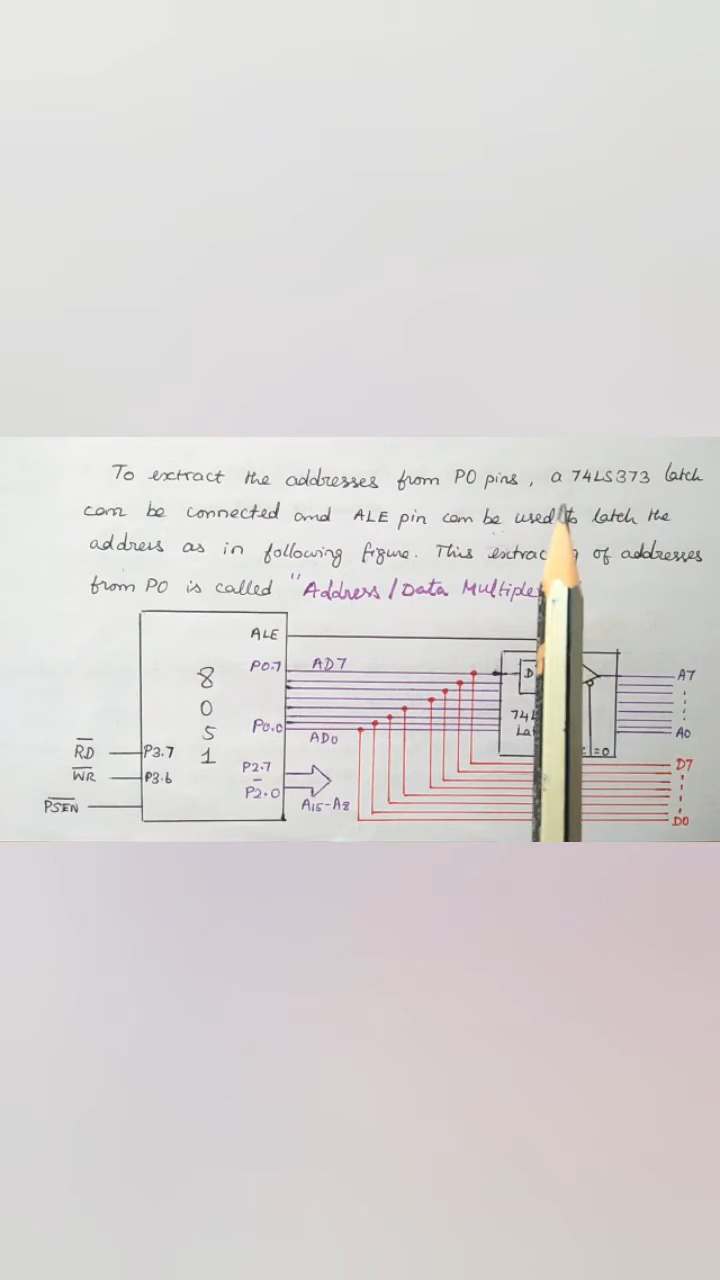 To extract the addresses from P0 pins, a 74LS373 latch
can be connected and ALE pin can be used to latch the
address as in following figure. This of addresses
from P0 is called "Address/Data
ALE
P0.7 AD7
A7
8
0
5
1
D
P0.0
AD0
A0
RD P3.7
WR P3.6
PSEN
P2.7
-
P2.0
A15-A8
=0
D7
D0